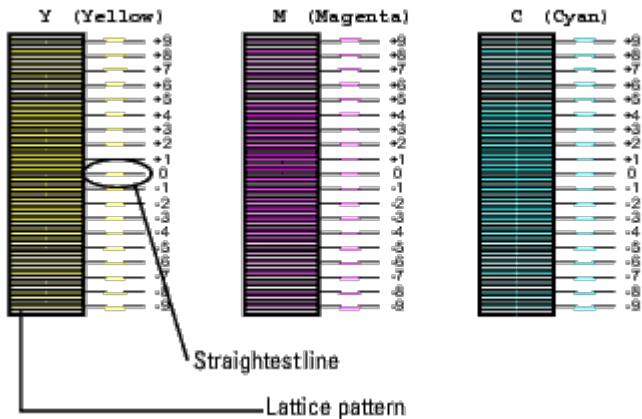 Y (Yellow) M (Magenta) C (Cyan)
+9 +9 +9
+8 +8 +8
+7 +7 +7
+6 +6 +6
+5 +5 +5
+4 +4 +4
+3 +3 +3
+2 +2 +2
+1 +1 +1
0 0 0
-1 -1 -1
-2 -2 -2
-3 -3 -3
-4 -4 -4
-5 -5 -5
-6 -6 -6
-7 -7 -7
-8 -8 -8
-9 -9 -9
Straightestline
Lattice pattern